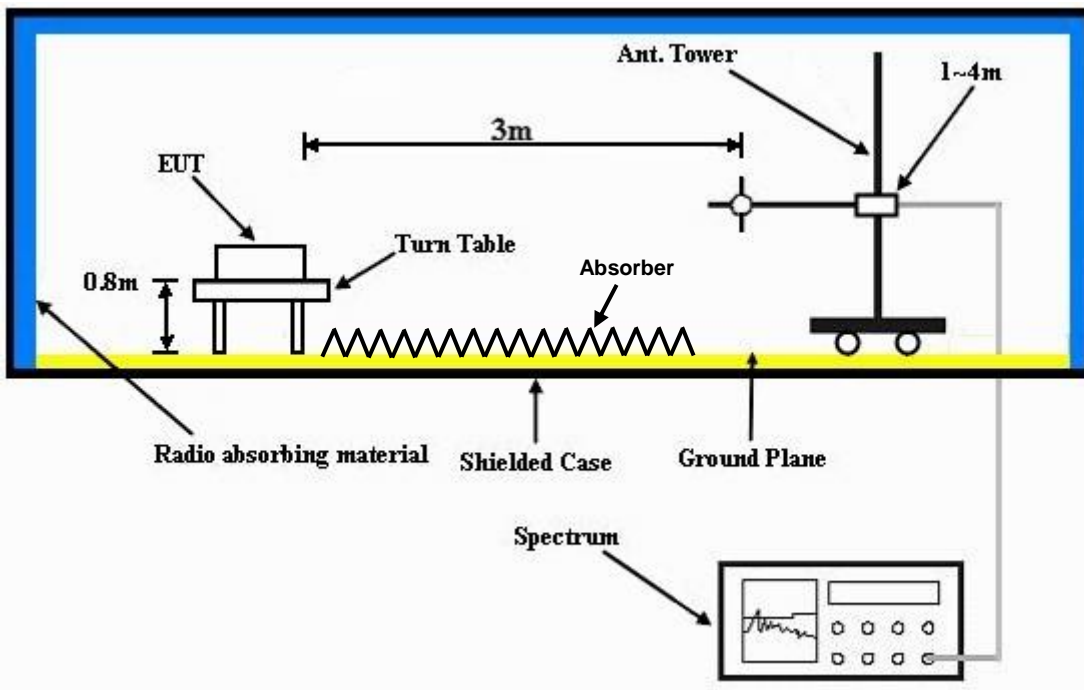 Ant. Tower
1~4m
3m
EUT
Turn Table
Absorber
0.8m
Radio absorbing material
Shielded Case
Ground Plane
Spectrum